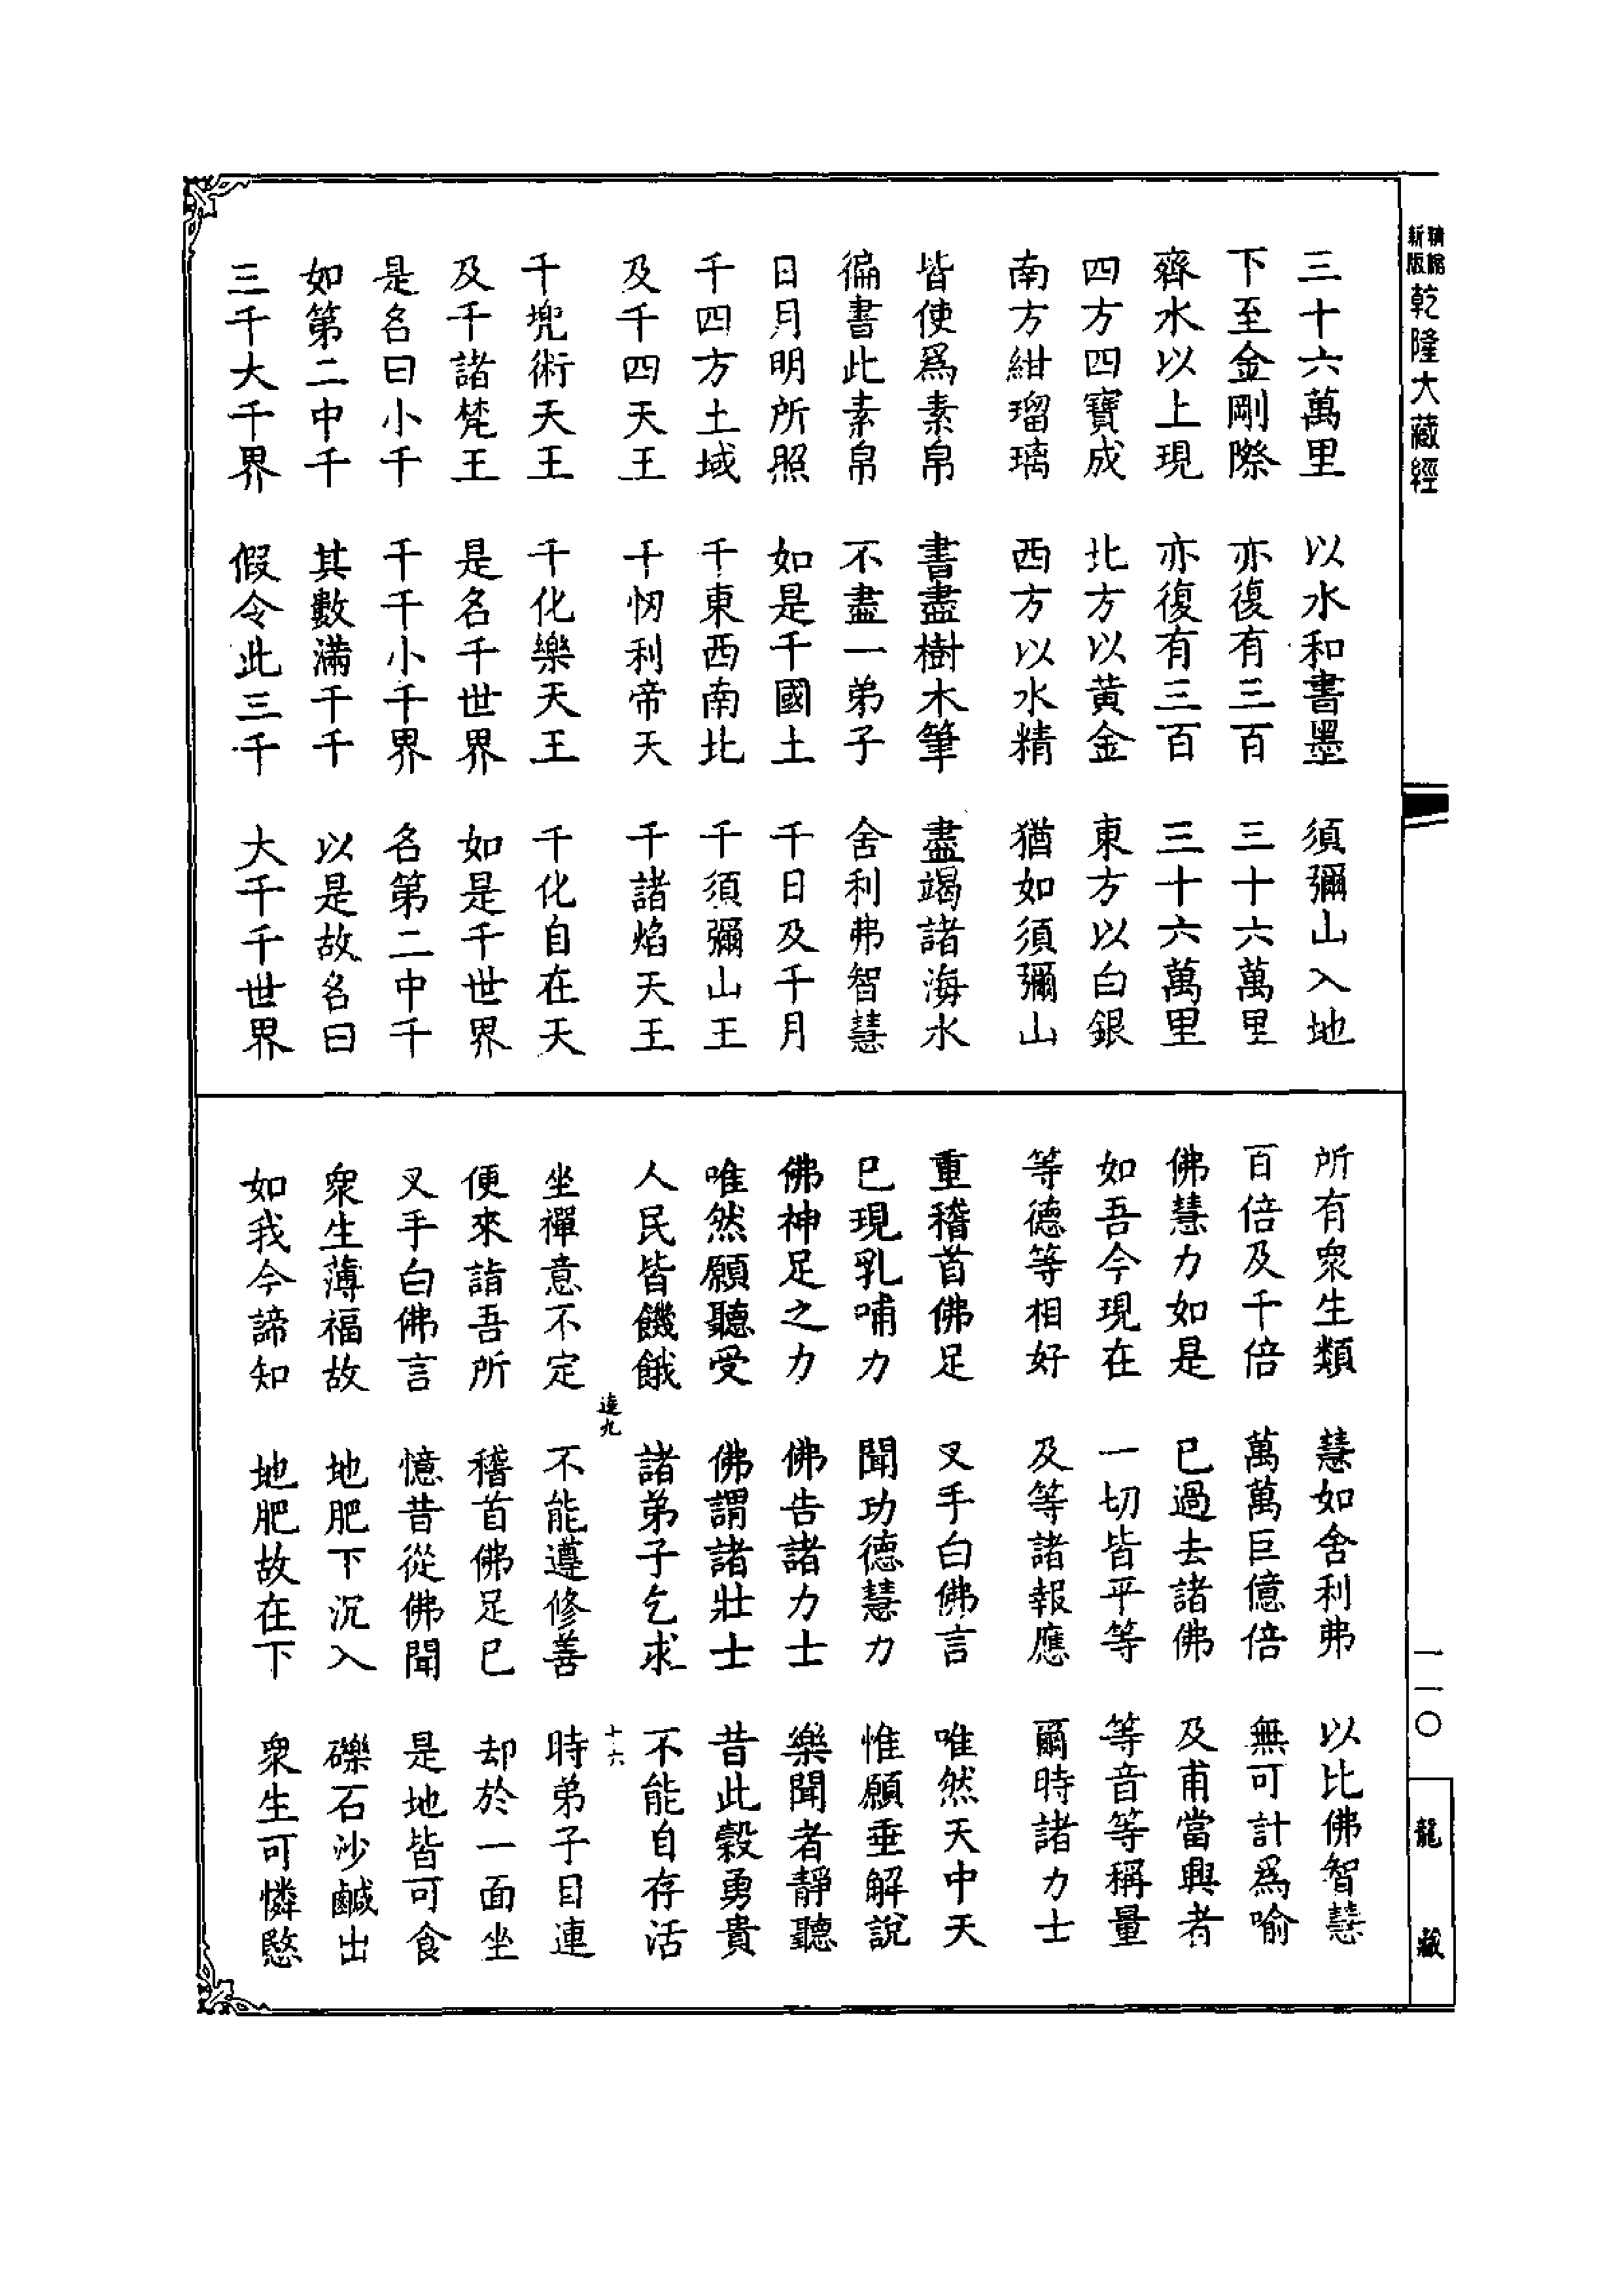 新版
精縮
乾隆大藏經
三十六萬里 以水和書墨 須彌山入地
下至金剛際 亦復有三百 三十六萬里
齊水以上現 亦復有三百 三十六萬里
四方四寶成 北方以黃金 東方以白銀
南方紺瑠璃 西方以水精 猶如須彌山
皆使爲素帛 書盡樹木筆 盡竭諸海水
徧書此素帛 不盡一弟子 舍利弗智慧
日月明所照 如是千國土 千日及千月
千四方土域 千東西南北 千須彌山王
及千四天王 千忉利帝天 千諸焰天王
千兜術天王 千化樂天王 千化自在天
及千諸梵王 是名千世界 如是千世界
是名曰小千 千千小千界 名第二中千
如第二中千 其數滿千千 以是故名曰
三千大千界 假令此三千 大千千世界
所有衆生類 慧如舍利弗 以比佛智慧
百倍及千倍 萬萬巨億倍 無可計爲喻
佛慧力如是 已過去諸佛 及甫當興者
如吾今現在 一切皆平等 等音等稱量
等德等相好 及等諸報應 爾時諸力士
重稽首佛足 叉手白佛言 唯然天中天
已現乳哺力 聞功德慧力 惟願垂解說
佛神足之力 佛告諸力士 樂聞者靜聽
唯然願聽受 佛謂諸壯士 昔此穀勇貴
人民皆饑餓 諸弟子乞求 不能自存活
逵九 十六
坐禪意不定 不能遵修善 時弟子目連
便來詣吾所 稽首佛足已 却於一面坐
叉手白佛言 憶昔從佛聞 是地皆可食
衆生薄福故 地肥下沉入 礫石沙鹹出
如我今諦知 地肥故在下 衆生可憐愍
一一〇
龍藏